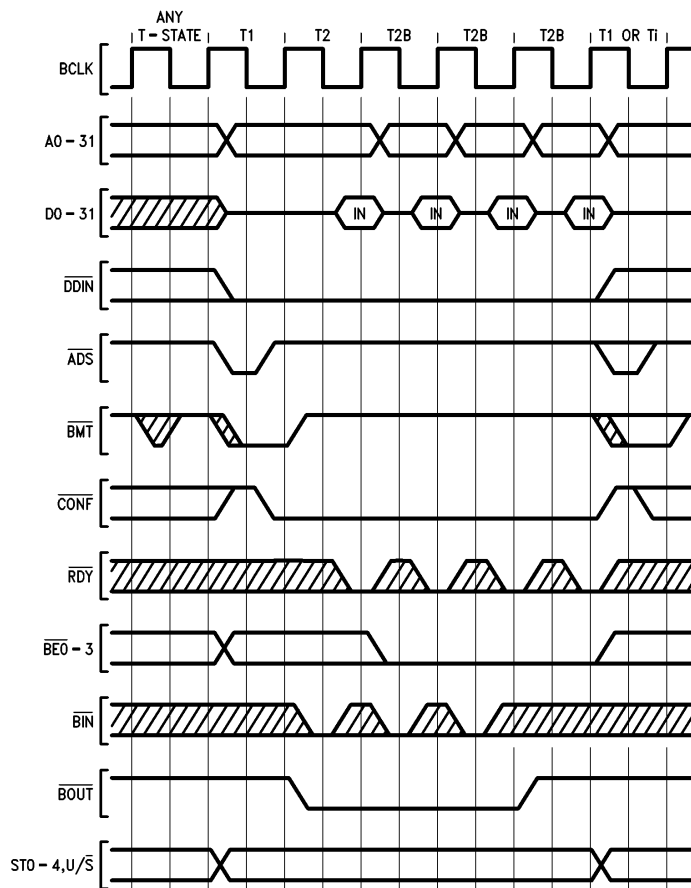 ANY
T-STATE T1 T2 T2B T2B T2B T1 OR Ti
BCLK
A0-31
D0-31 IN IN IN IN
DDIN
ADS
BMT
CONF
RDY
BE0-3
BIN
BOUT
ST0-4,U/S